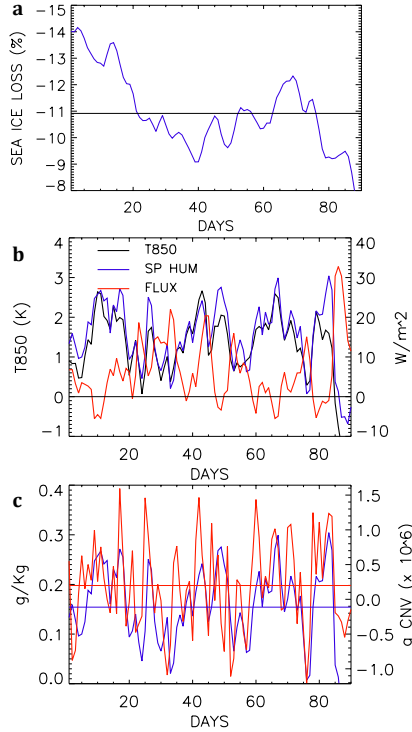 a
-15
-14
-13
-12
-11
-10
-9
-8
SEA ICE LOSS (%)
20 40 60 80
DAYS
b
4
3
2
1
0
-1
T850 (K)
T850
SP HUM
FLUX
40
30
20
10
0
-10
W/m^2
20 40 60 80
DAYS
c
0.4
0.3
0.2
0.1
0.0
g/Kg
1.5
1.0
0.5
0.0
-0.5
-1.0
q CNV (x 10^6)
20 40 60 80
DAYS